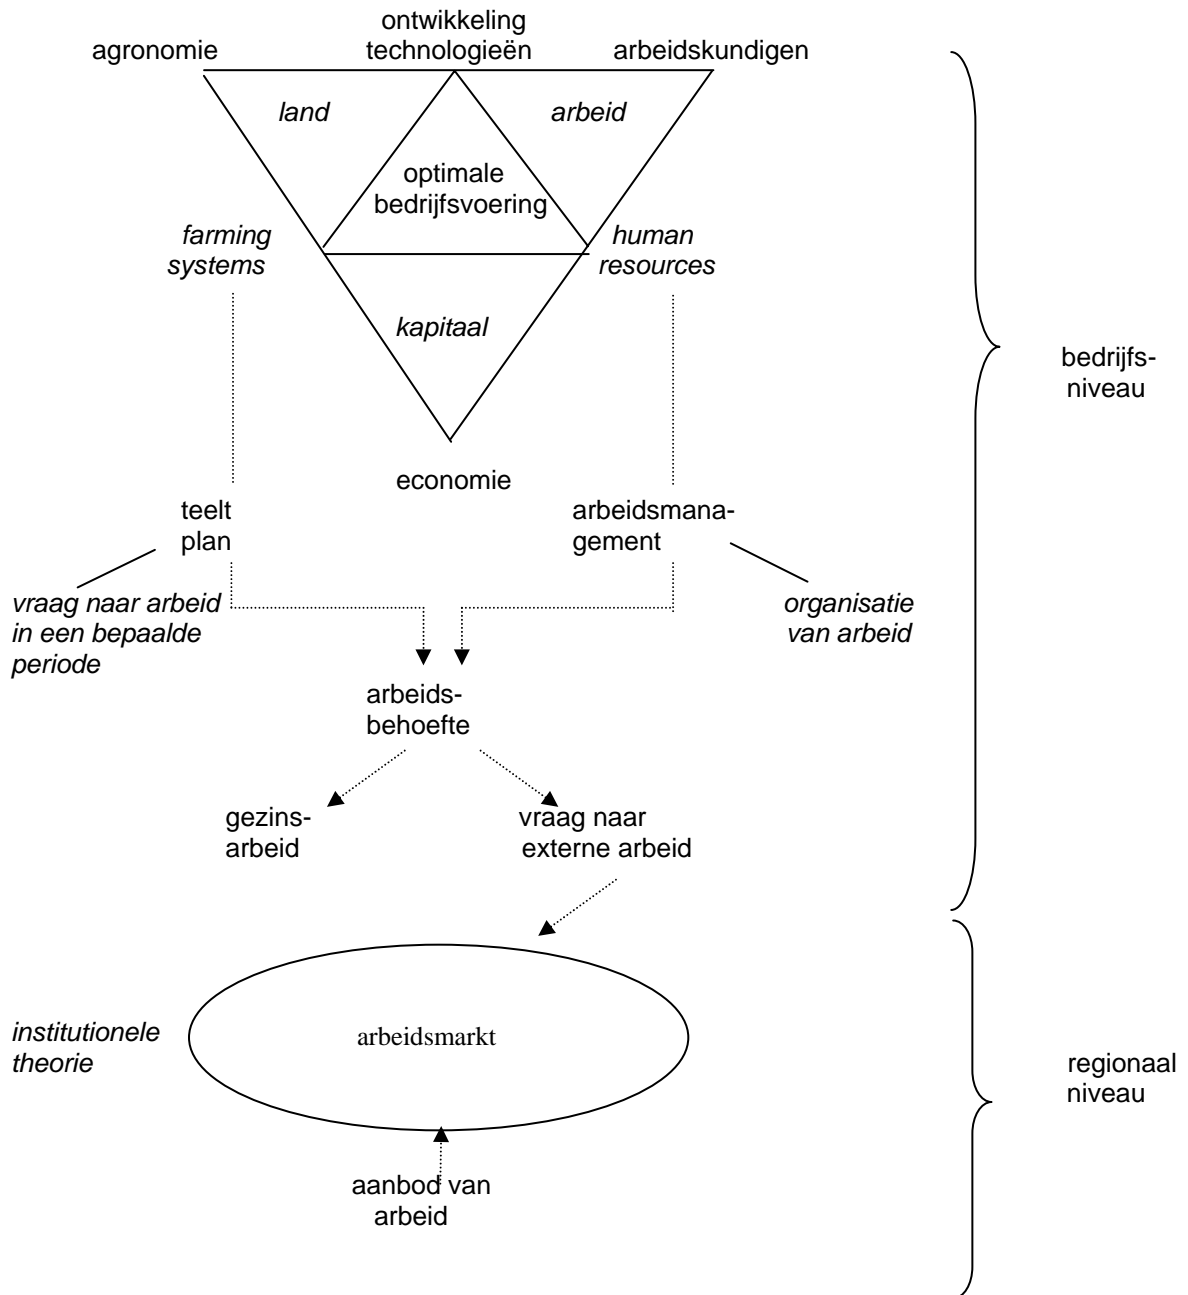 ontwikkeling
agronomie technologieën arbeidskundigen
land arbeid
optimale
bedrijfsvoering
farming
systems
human
resources
kapitaal
bedrijfs-
niveau
economie
teelt
plan
arbeidsmana-
gement
vraag naar arbeid
in een bepaalde
periode
organisatie
van arbeid
arbeids-
behoefte
gezins-
arbeid
vraag naar
externe arbeid
institutionele
theorie
arbeidsmarkt
regionaal
niveau
aanbod van
arbeid